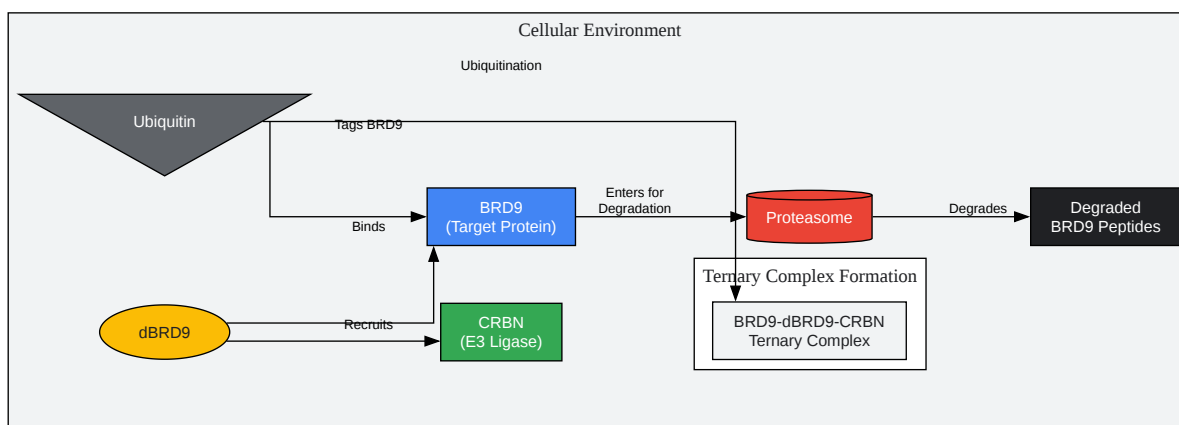 Cellular Environment
Ubiquitination
Ubiquitin
Tags BRD9
BRD9
(Target Protein)
Binds
Enters for
Degradation
Proteasome
Degrades
Degraded
BRD9 Peptides
Ternary Complex Formation
dBRD9
Recruits
CRBN
(E3 Ligase)
BRD9-dBRD9-CRBN
Ternary Complex